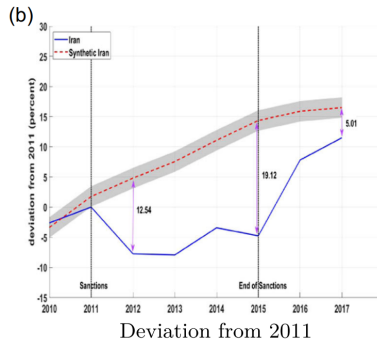 (b)
deviation from 2011 (percent)
30
25
20
15
10
5
0
-5
-10
-15
Iran
Synthetic Iran
12.54
19.12
5.01
Sanctions
End of Sanctions
2010 2011 2012 2013 2014 2015 2016 2017
Deviation from 2011